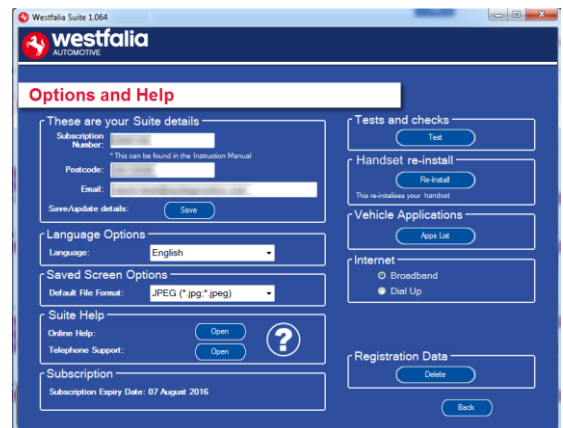 Westfalia Suite 1.064
westfalia
AUTOMOTIVE
Options and Help
These are your Suite details
Subscription
Number:
* This can be found in the Instruction Manual
Postcode:
Email:
Save/update details:
Save
Language Options
Language:
English
Saved Screen Options
Default File Format:
JPEG (*.jpg;*.jpeg)
Suite Help
Online Help:
Open
Telephone Support:
Open
?
Subscription
Subscription Expiry Date: 07 August 2016
Tests and checks
Test
Handset re-install
Re-Install
This re-initalises your handset
Vehicle Applications
Apps List
Internet
Broadband
Dial Up
Registration Data
Delete
Back